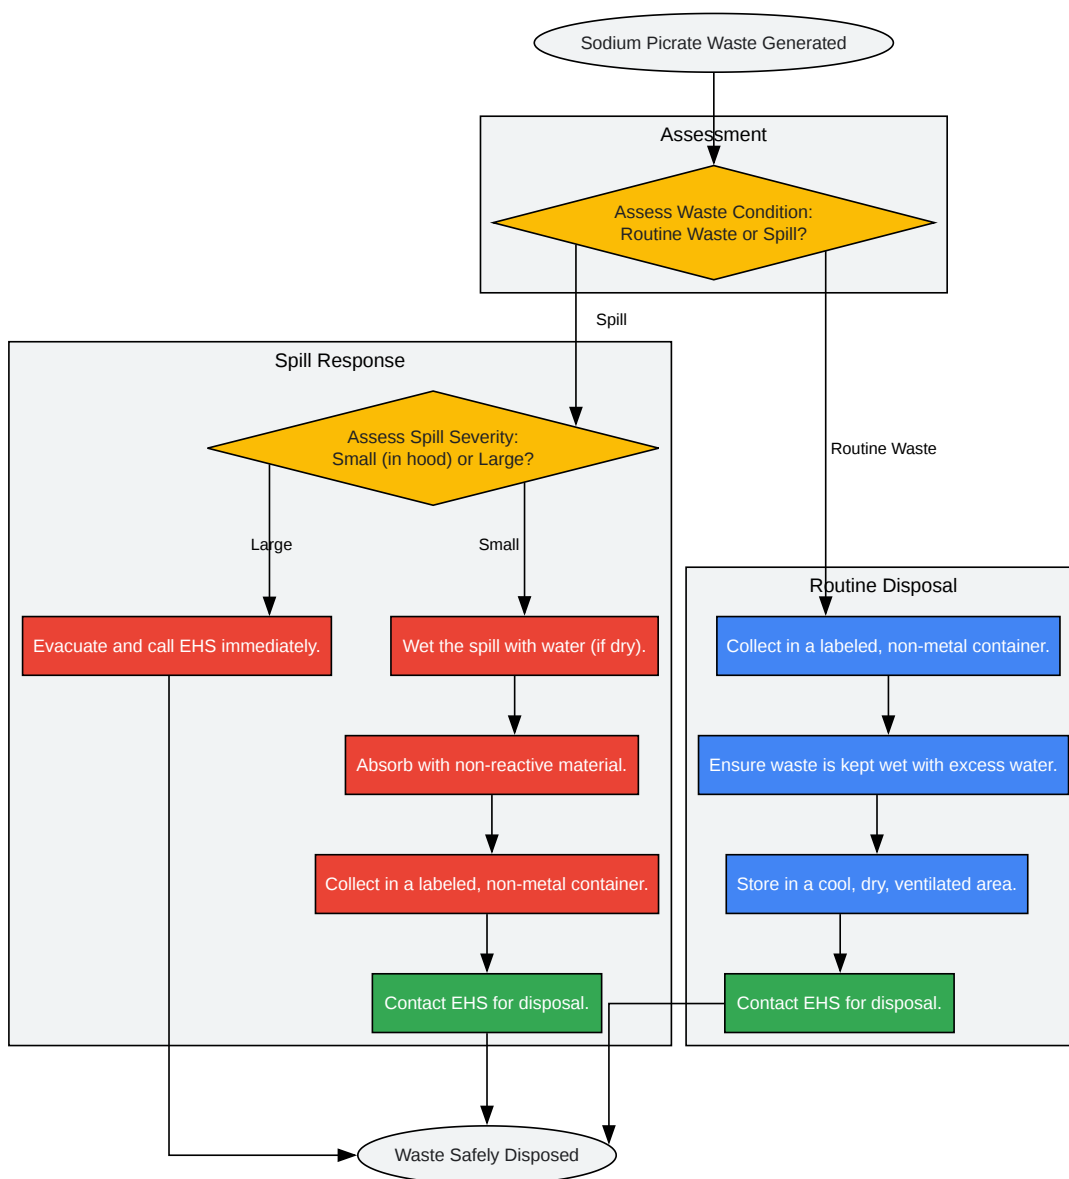 Sodium Picrate Waste Generated
Assessment
Assess Waste Condition:
Routine Waste or Spill?
Spill
Routine Waste
Spill Response
Assess Spill Severity:
Small (in hood) or Large?
Large
Small
Evacuate and call EHS immediately.
Wet the spill with water (if dry).
Absorb with non-reactive material.
Collect in a labeled, non-metal container.
Contact EHS for disposal.
Routine Disposal
Collect in a labeled, non-metal container.
Ensure waste is kept wet with excess water.
Store in a cool, dry, ventilated area.
Contact EHS for disposal.
Waste Safely Disposed